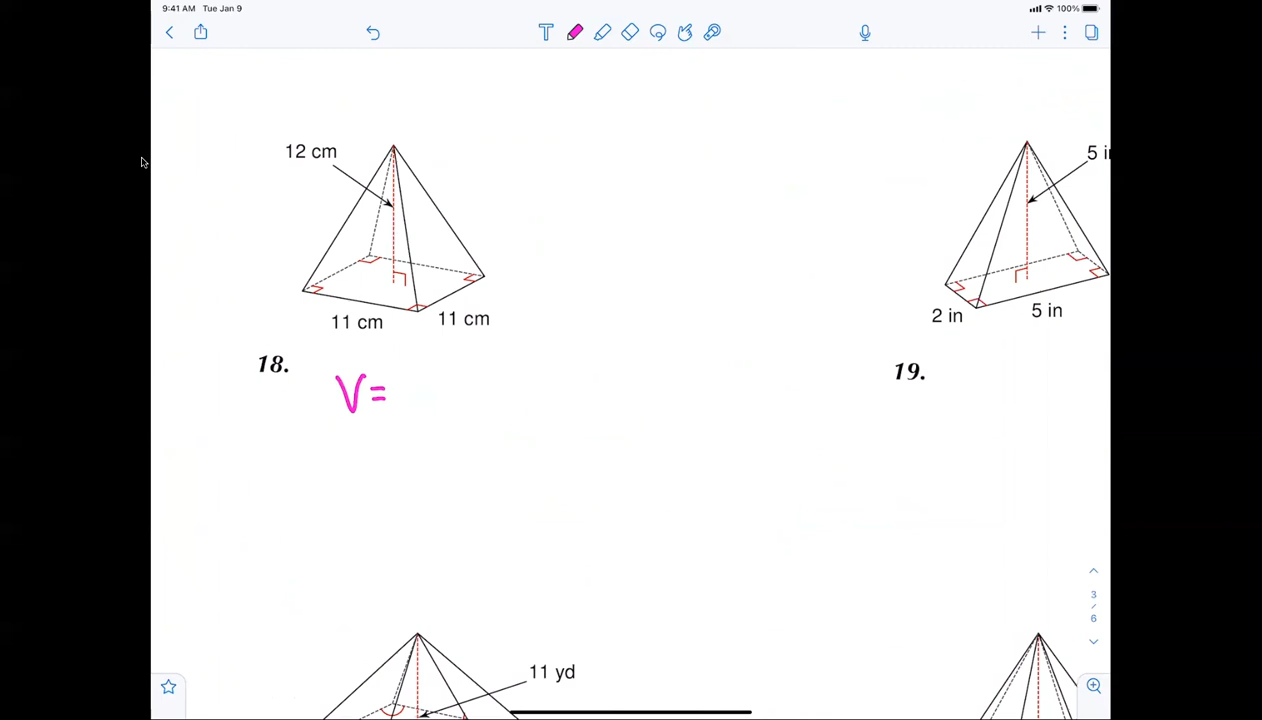 9:41 AM Tue Jan 9
100%
12 cm
11 cm
11 cm
18.
V=
5 i
2 in
5 in
19.
11 yd
3
/
6